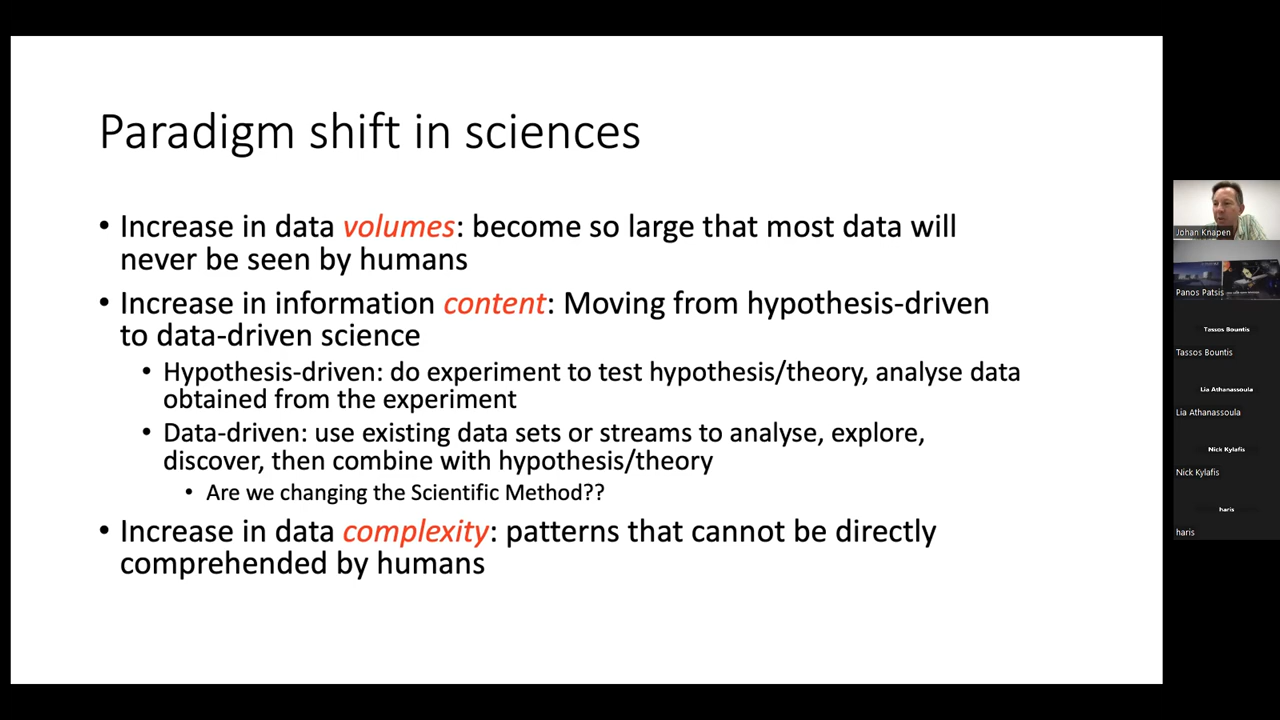 Paradigm shift in sciences
• Increase in data volumes: become so large that most data will
never be seen by humans
• Increase in information content: Moving from hypothesis-driven
to data-driven science
• Hypothesis-driven: do experiment to test hypothesis/theory, analyse data
obtained from the experiment
• Data-driven: use existing data sets or streams to analyse, explore,
discover, then combine with hypothesis/theory
• Are we changing the Scientific Method??
• Increase in data complexity: patterns that cannot be directly
comprehended by humans
Johan Knapen
Panos Patsis
Tassos Bountis
Tassos Bountis
Lia Athanassoula
Lia Athanassoula
Nick Kylafis
Nick Kylafis
haris
haris